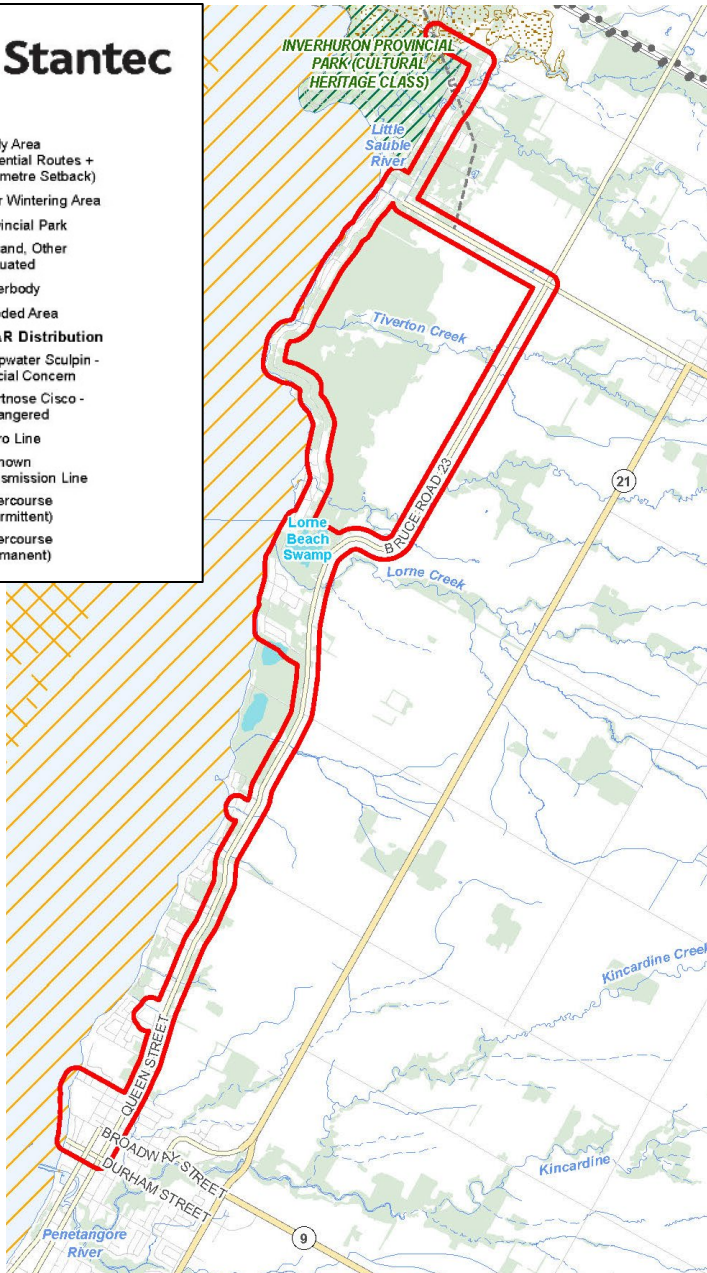 Stantec
ly Area
ential Routes +
metre Setback)
r Wintering Area
vincial Park
and, Other
uated
erbody
ded Area
R Distribution
pwater Sculpin -
cial Concern
rtnose Cisco -
angered
ro Line
nown
smission Line
ercourse
rmittent)
ercourse
manent)
INVERHURON PROVINCIAL
PARK (CULTURAL
HERITAGE CLASS)
Little
Sauble
River
Tiverton Creek
BRUCE ROAD 23
21
Lorne
Beach
Swamp
Lorne Creek
Kincardine Creek
QUEEN STREET
BROADWAY STREET
DURHAM STREET
Kincardine
Penetangore
River
9